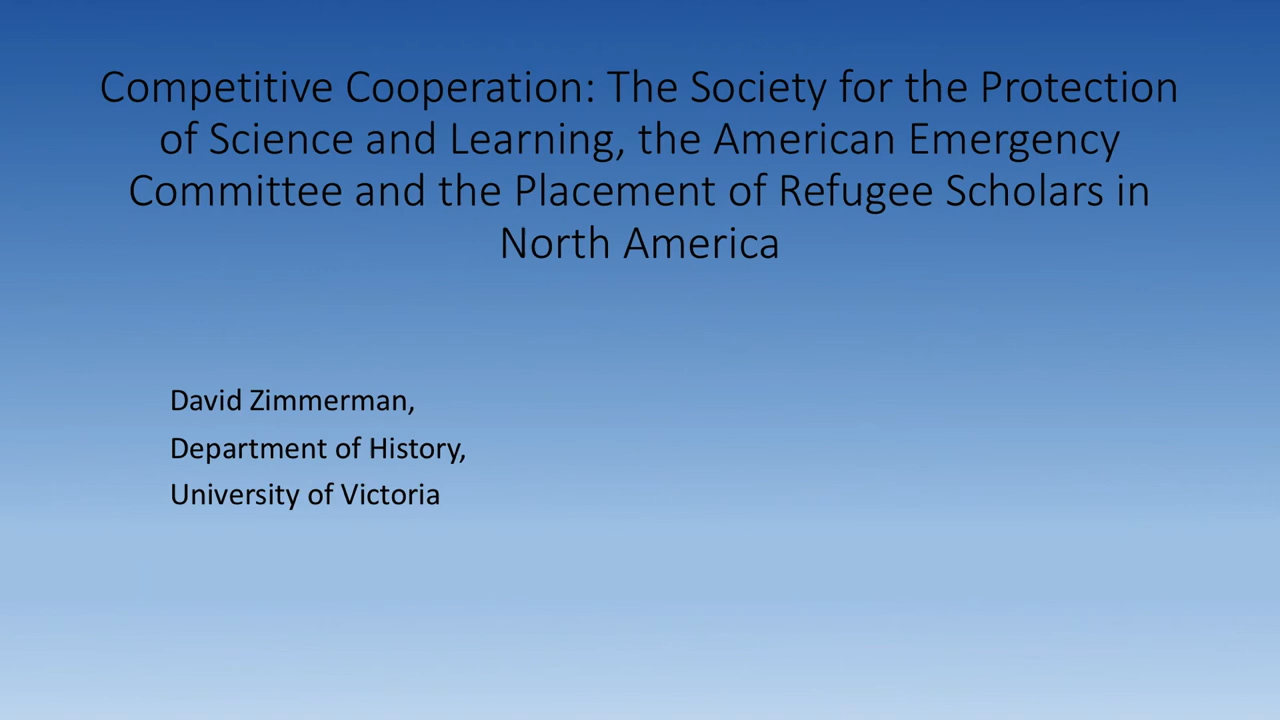 Competitive Cooperation: The Society for the Protection
of Science and Learning, the American Emergency
Committee and the Placement of Refugee Scholars in
North America
David Zimmerman,
Department of History,
University of Victoria